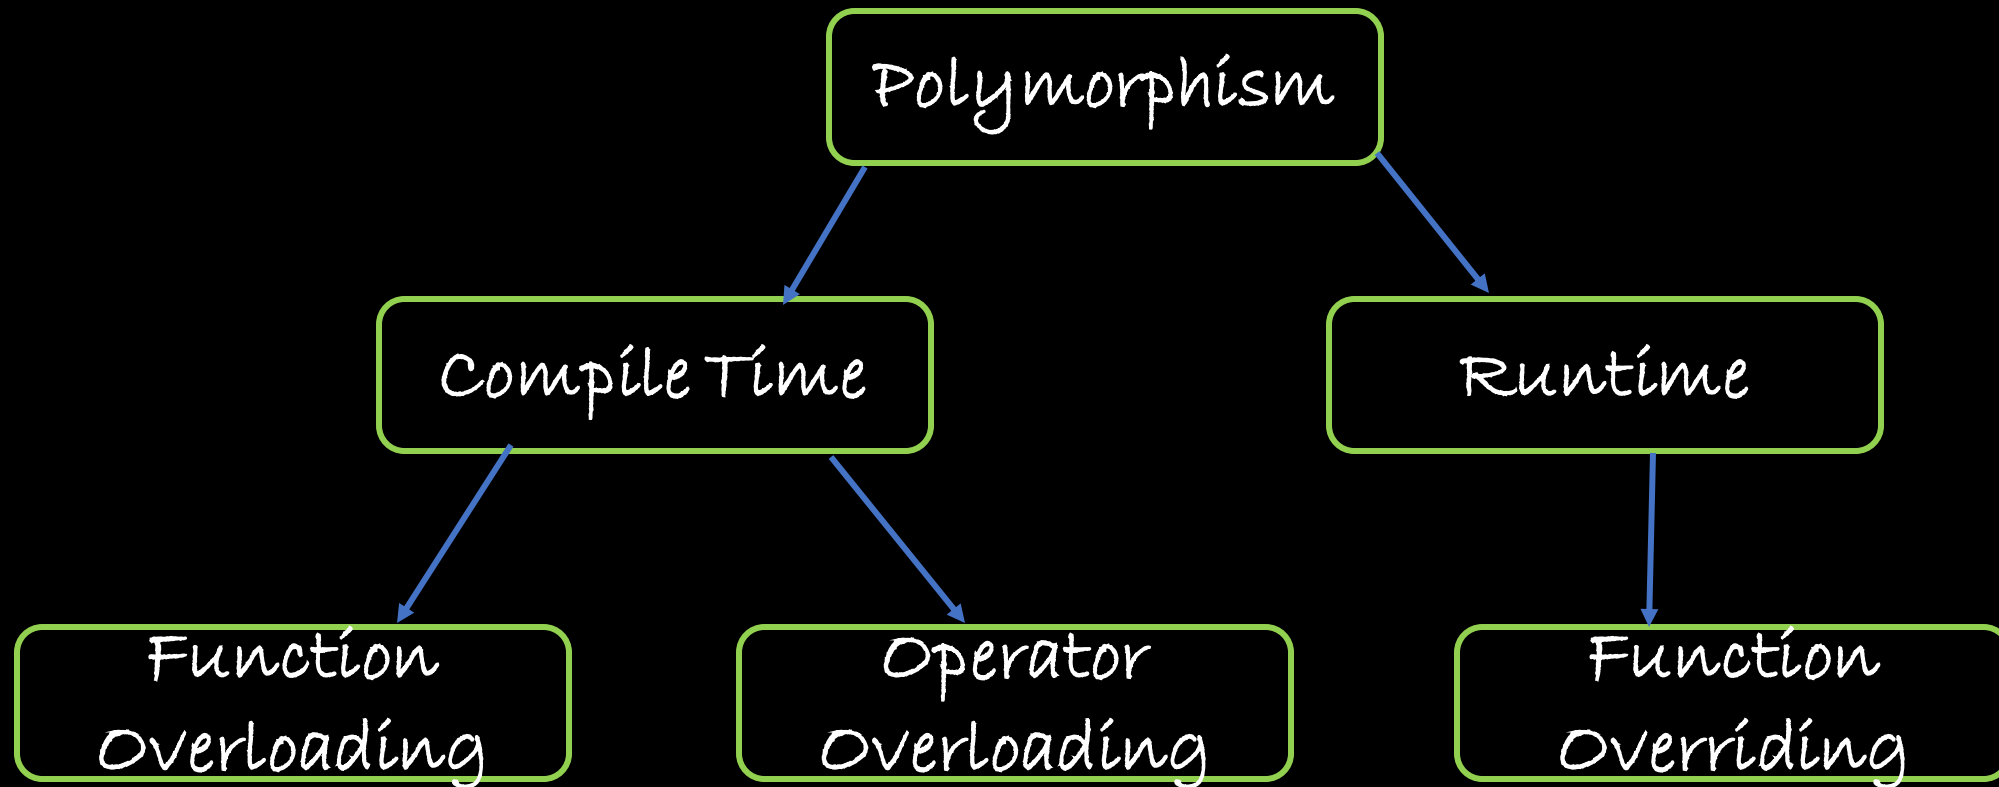 Polymorphism
Compile Time
Runtime
Function
Overloading
Operator
Overloading
Function
Overriding